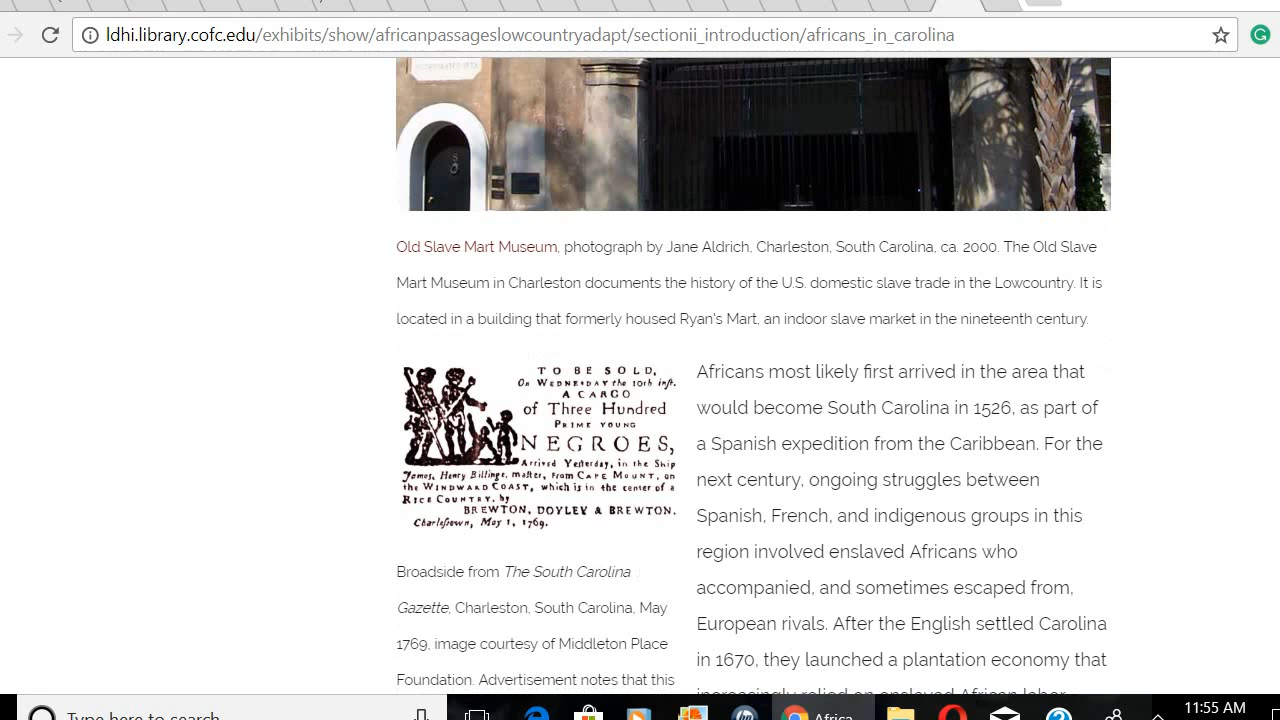 ldhi.library.cofc.edu/exhibits/show/africanpassageslowcountryadapt/sectionii_introduction/africans_in_carolina
Old Slave Mart Museum, photograph by Jane Aldrich, Charleston, South Carolina, ca. 2000. The Old Slave
Mart Museum in Charleston documents the history of the U.S. domestic slave trade in the Lowcountry. It is
located in a building that formerly housed Ryan's Mart, an indoor slave market in the nineteenth century.
TO BE SOLD,
On WEDNESDAY the 10th inst.
A CARGO
of Three Hundred
PRIME YOUNG
NEGROES,
Arrived Yesterday, in the Ship
James, Henry Billinge, master, from CAPE MOUNT, on
the WINDWARD COAST, which is in the center of a
RICE COUNTRY, by
BREWTON, DOYLEY & BREWTON.
Charlestown, May 1, 1769.
Broadside from The South Carolina
Gazette, Charleston, South Carolina, May
1769, image courtesy of Middleton Place
Foundation. Advertisement notes that this
Africans most likely first arrived in the area that
would become South Carolina in 1526, as part of
a Spanish expedition from the Caribbean. For the
next century, ongoing struggles between
Spanish, French, and indigenous groups in this
region involved enslaved Africans who
accompanied, and sometimes escaped from,
European rivals. After the English settled Carolina
in 1670, they launched a plantation economy that
increasingly relied on enslaved African labor
Type here to search
Africa
11:55 AM